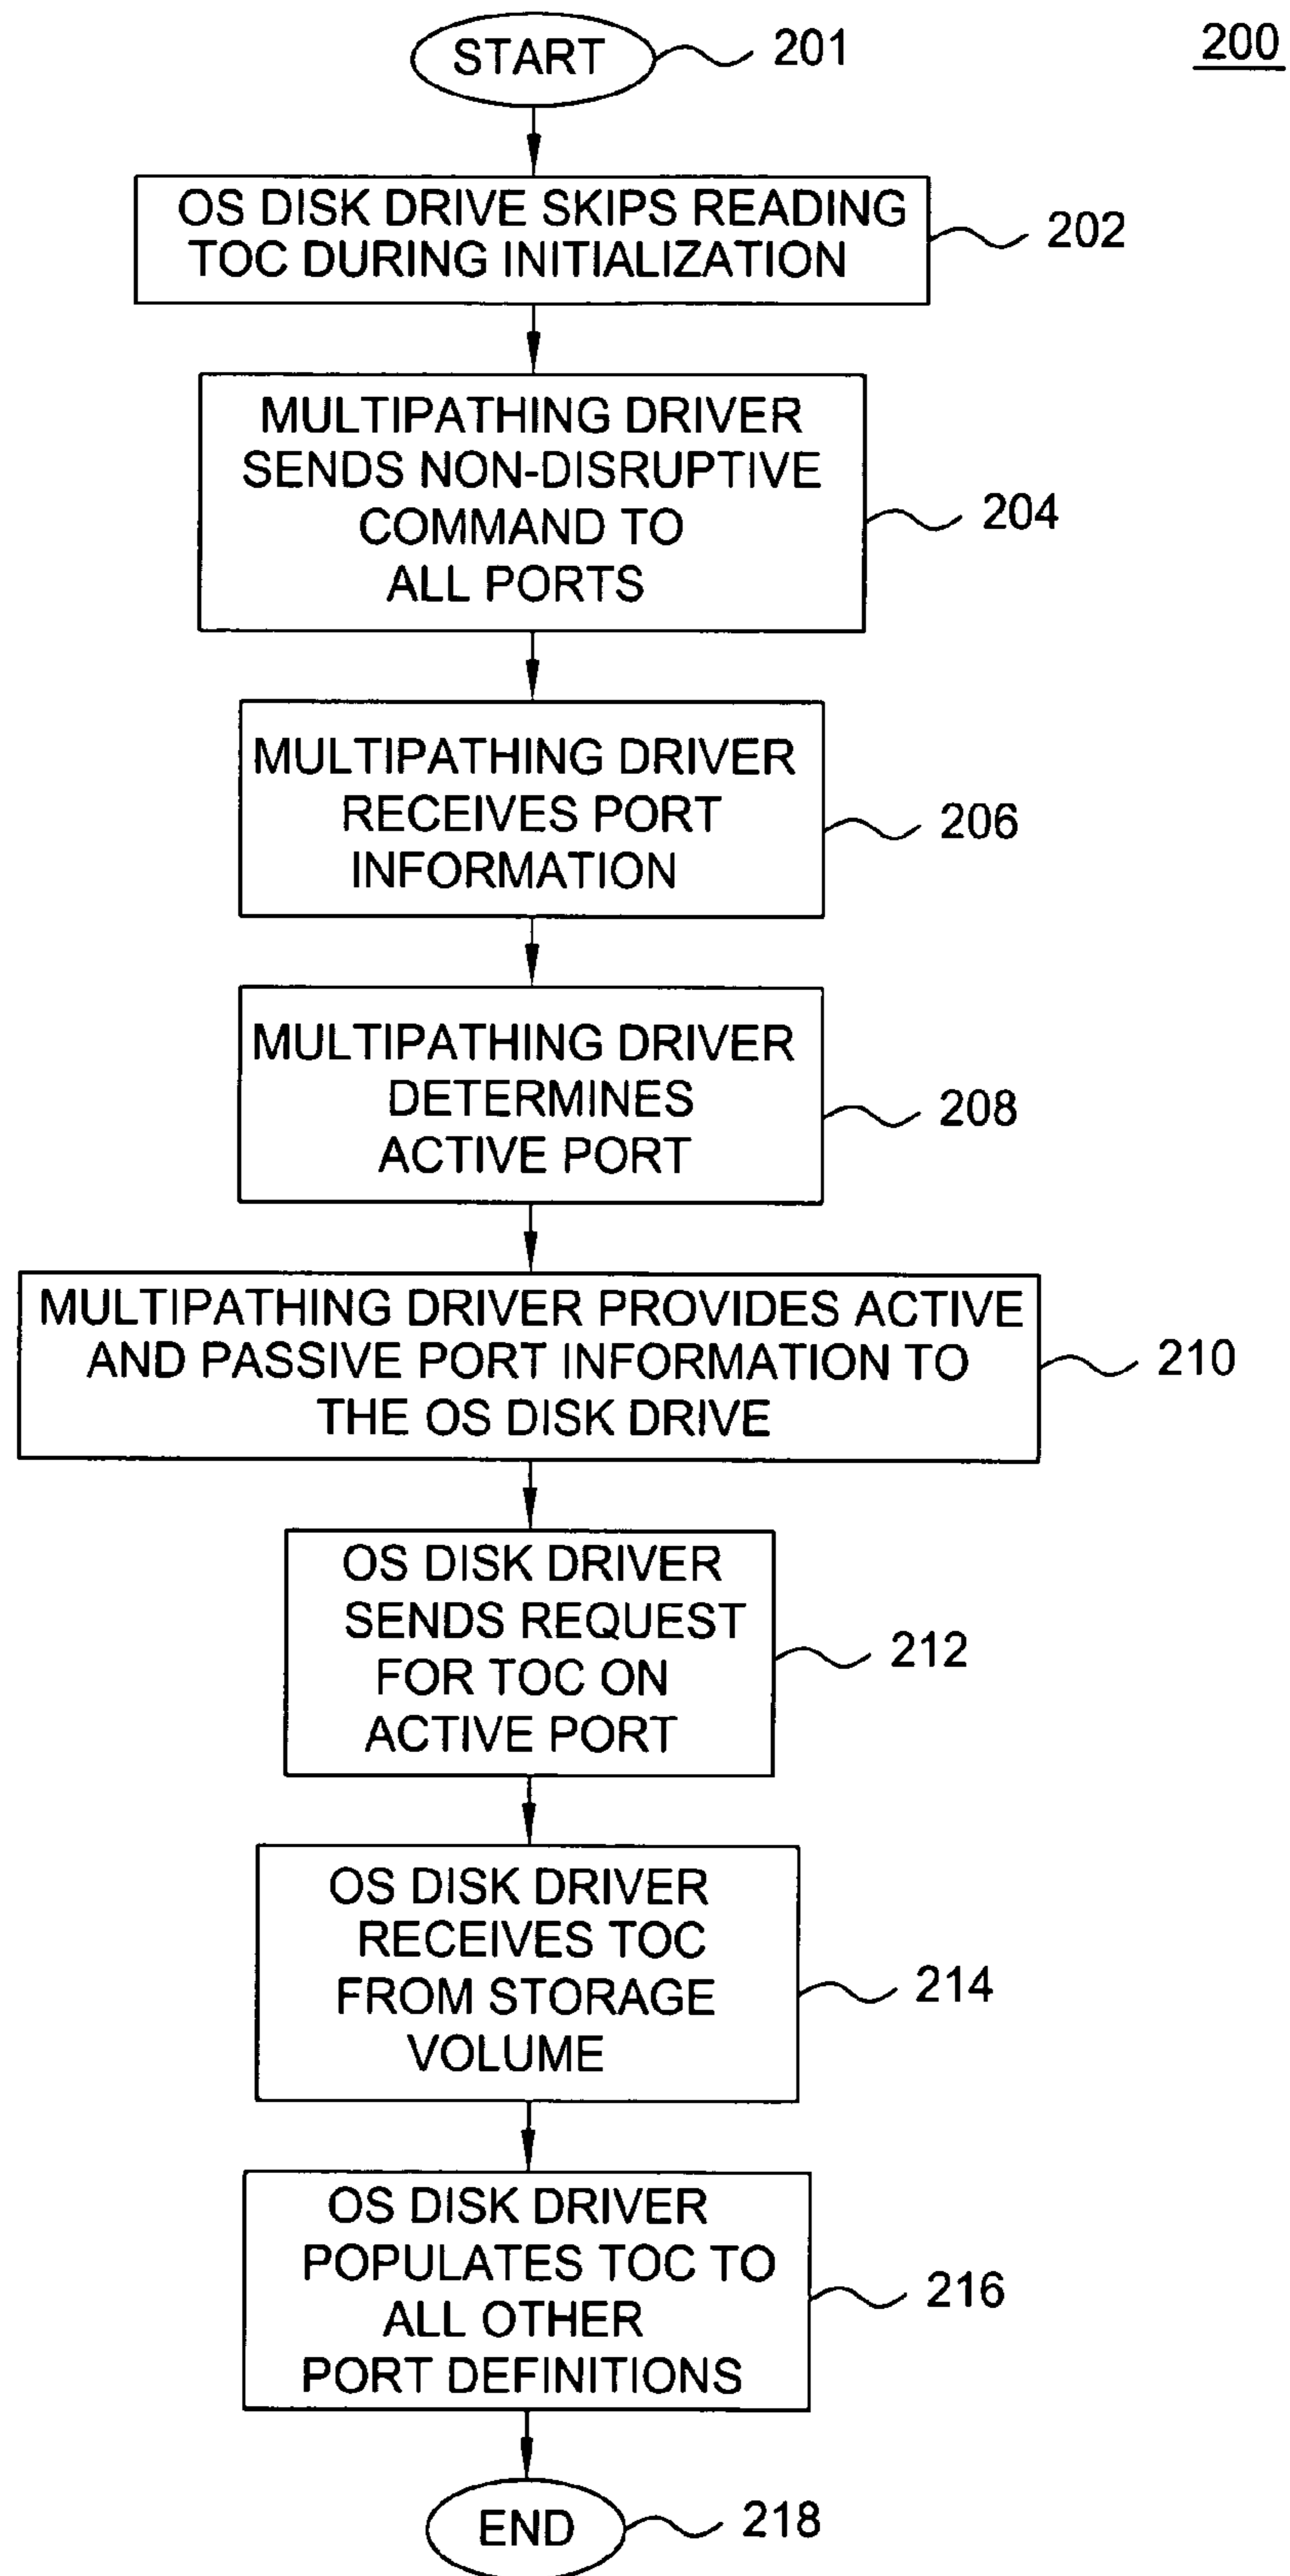 200
START
201
OS DISK DRIVE SKIPS READING
TOC DURING INITIALIZATION
202
MULTIPATHING DRIVER
SENDS NON-DISRUPTIVE
COMMAND TO
ALL PORTS
204
MULTIPATHING DRIVER
RECEIVES PORT
INFORMATION
206
MULTIPATHING DRIVER
DETERMINES
ACTIVE PORT
208
MULTIPATHING DRIVER PROVIDES ACTIVE
AND PASSIVE PORT INFORMATION TO
THE OS DISK DRIVE
210
OS DISK DRIVER
SENDS REQUEST
FOR TOC ON
ACTIVE PORT
212
OS DISK DRIVER
RECEIVES TOC
FROM STORAGE
VOLUME
214
OS DISK DRIVER
POPULATES TOC TO
ALL OTHER
PORT DEFINITIONS
216
END
218